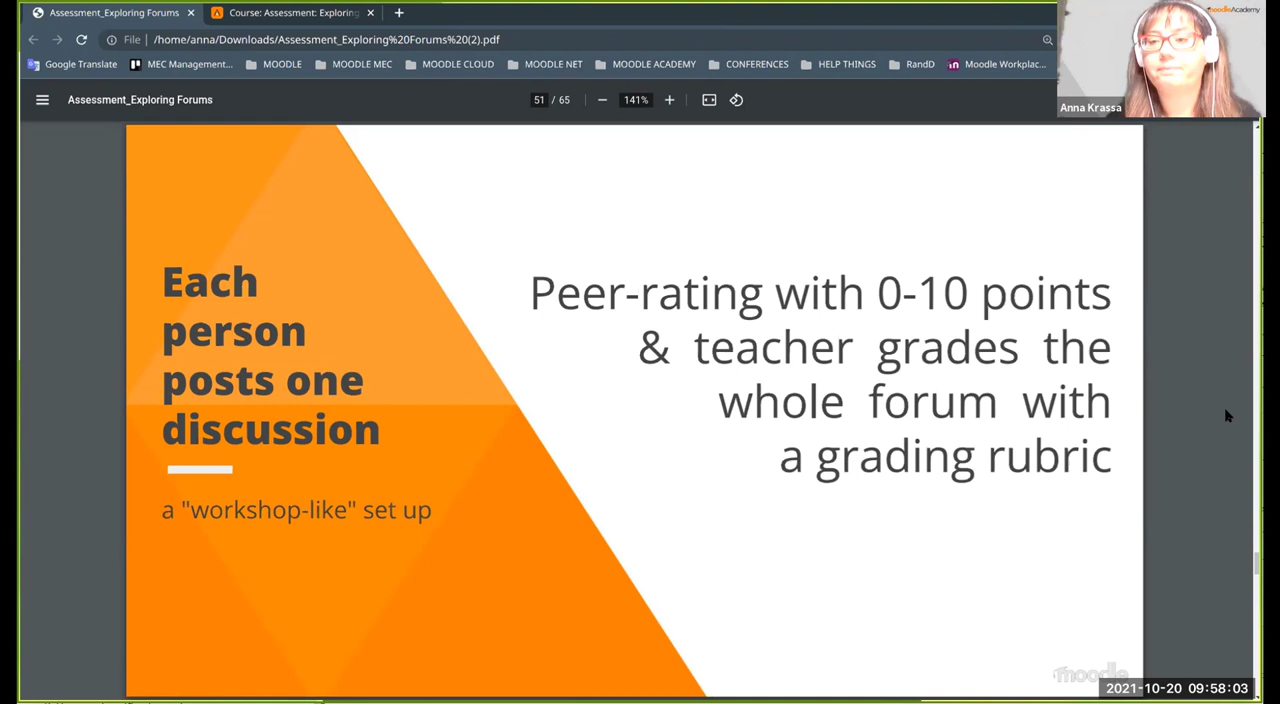 Assessment_Exploring Forums
Course: Assessment: Exploring
File
/home/anna/Downloads/Assessment_Exploring%20Forums%20(2).pdf
Google Translate
MEC Management...
MOODLE
MOODLE MEC
MOODLE CLOUD
MOODLE NET
MOODLE ACADEMY
CONFERENCES
HELP THINGS
RandD
Moodle Workplac...
moodleAcademy
Anna Krassa
Assessment_Exploring Forums
51 / 65
141%
Each
person
posts one
discussion
a "workshop-like" set up
Peer-rating with 0-10 points
& teacher grades the
whole forum with
a grading rubric
moodle
2021-10-20 09:58:03